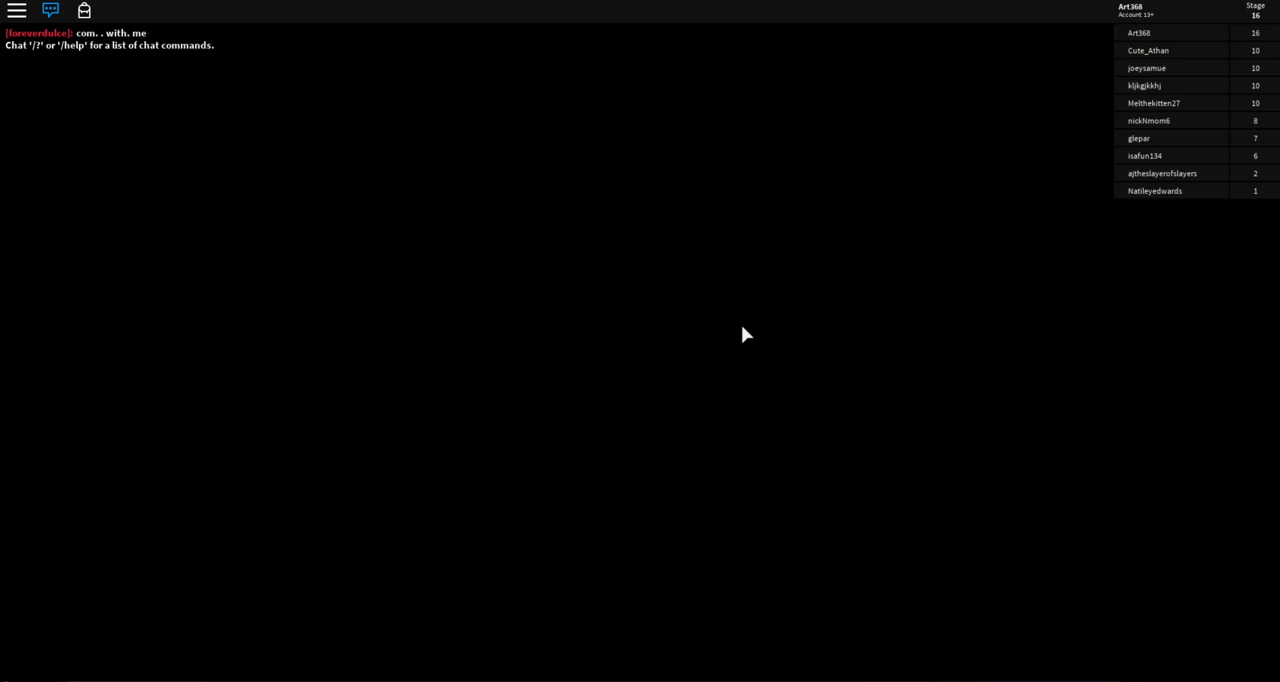 Art368
Account: 13+
Stage
16
[foreverdulce]: com. . with. me
Chat '/?' or '/help' for a list of chat commands.
Art368 16
Cute_Athan 10
joeysamue 10
kljkgjkkhj 10
Melthekitten27 10
nickNmom6 8
glepar 7
isafun134 6
ajtheslayerofslayers 2
Natileyedwards 1